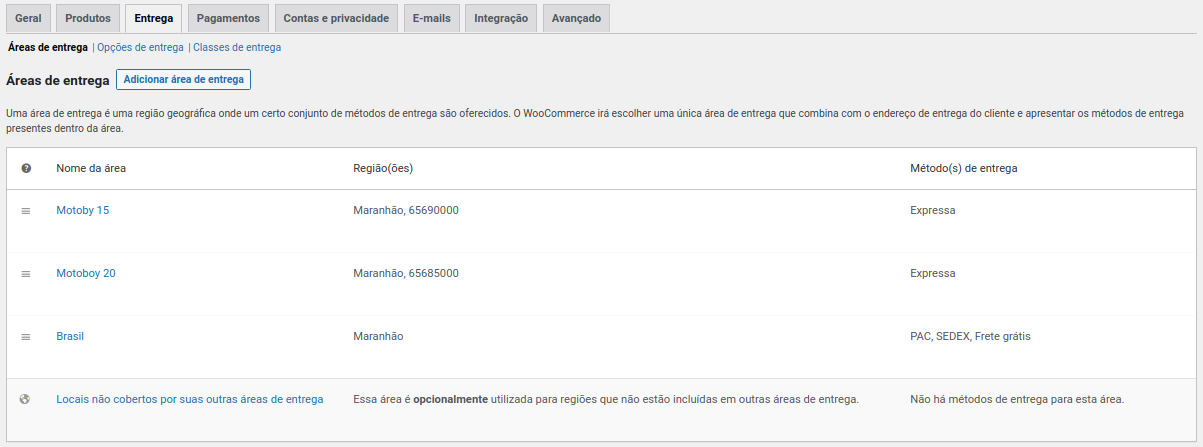 Geral Produtos Entrega Pagamentos Contas e privacidade E-mails Integração Avançado
Áreas de entrega | Opções de entrega | Classes de entrega
Áreas de entrega Adicionar área de entrega
Uma área de entrega é uma região geográfica onde um certo conjunto de métodos de entrega são oferecidos. O WooCommerce irá escolher uma única área de entrega que combina com o endereço de entrega do cliente e apresentar os métodos de entrega
presentes dentro da área.
Nome da área Região(ões) Método(s) de entrega
Motoby 15 Maranhão, 65690000 Expressa
Motoboy 20 Maranhão, 65685000 Expressa
Brasil Maranhão PAC, SEDEX, Frete grátis
Locais não cobertos por suas outras áreas de entrega Essa área é opcionalmente utilizada para regiões que não estão incluídas em outras áreas de entrega. Não há métodos de entrega para esta área.